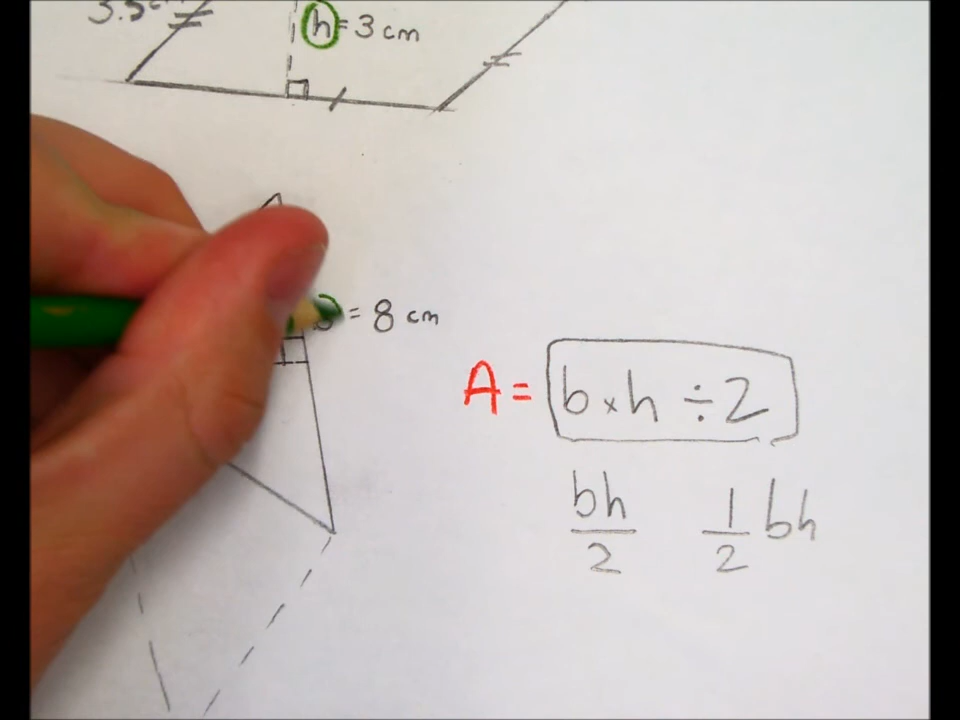 h = 3 cm
= 8 cm
A = b × h ÷ 2
bh/2
1/2 bh